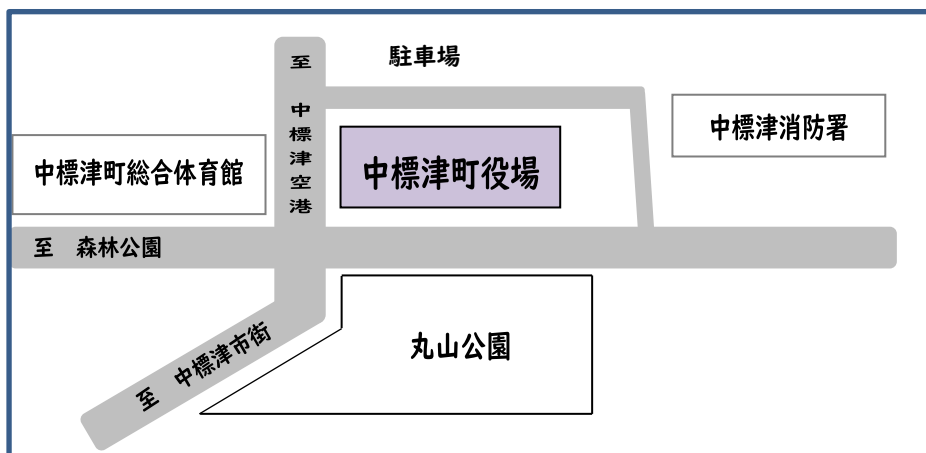 駐車場
至 中標津空港
中標津消防署
中標津町総合体育館
中標津町役場
至 森林公園
丸山公園
至 中標津市街